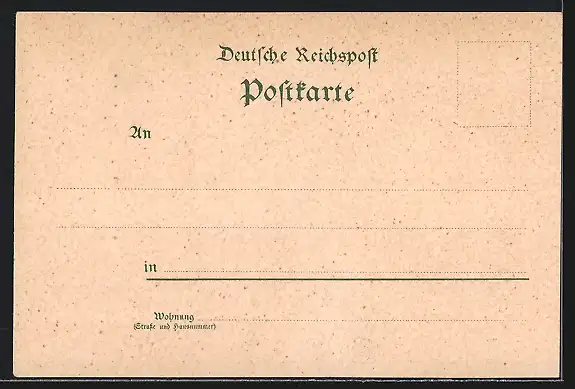 Deutſche Reichspoſt
Poſtkarte
An
in
Wohnung
(Straße und Hausnummer)